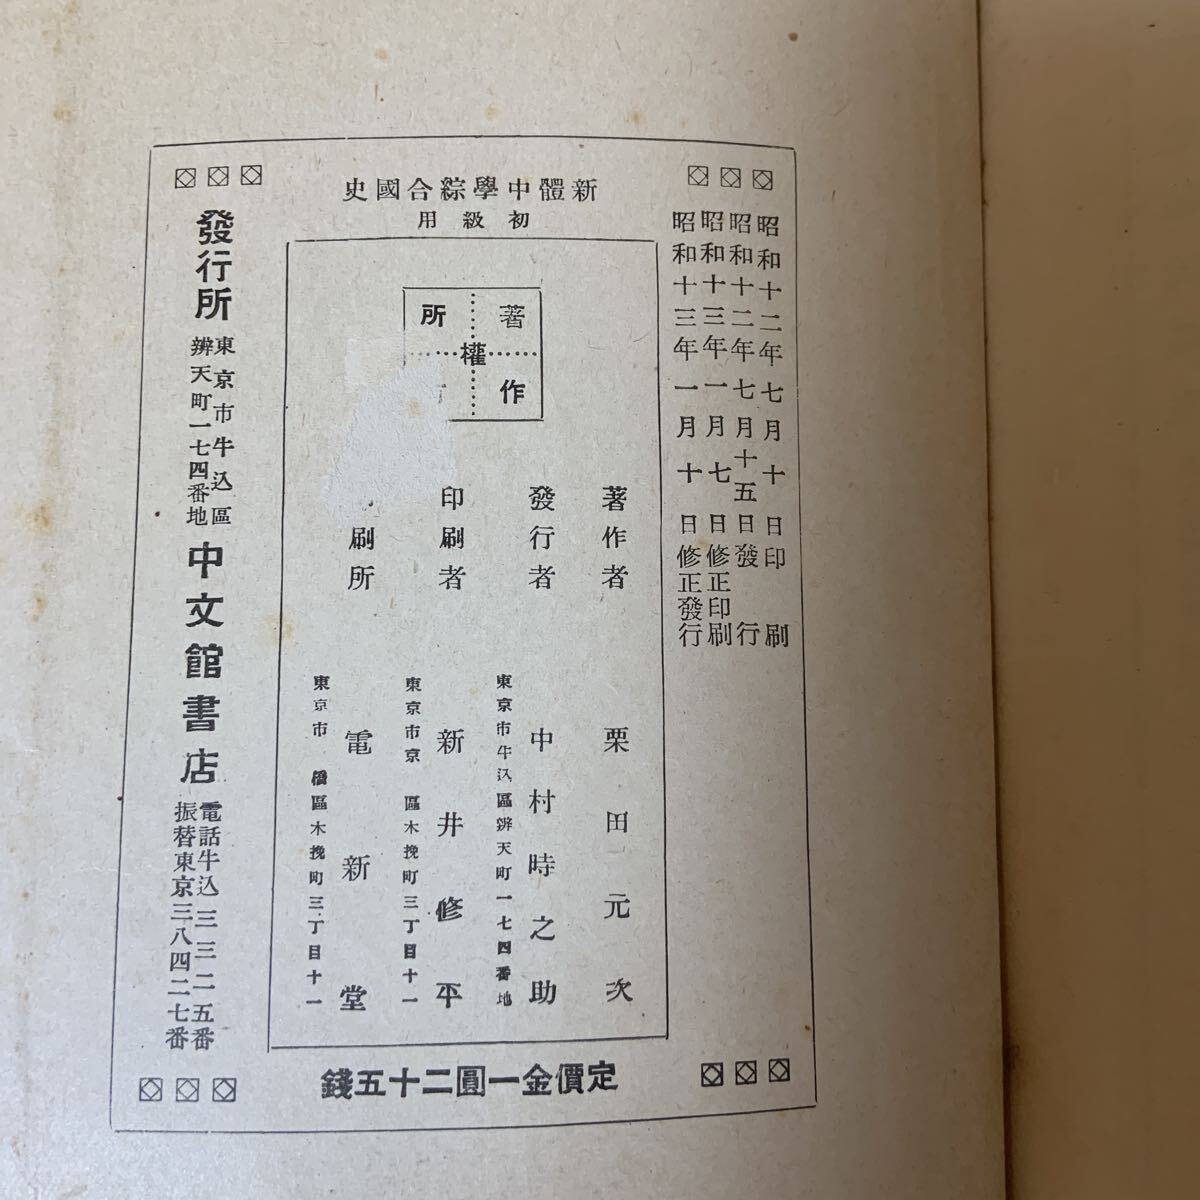 昭和十二年七月十日印刷
昭和十二年七月十五日發行
昭和十三年一月七日修正印刷
昭和十三年一月十日修正發行
新體中學綜合國史
初級用
著作權所
著作者 栗田元次
發行者 中村時之助
東京市牛込區辨天町一七四番地
印刷者 新井修平
東京市京 區木挽町三丁目十一
刷所 電新堂
東京市 橋區木挽町三丁目十一
定價金一圓二十五錢
發行所
東京市牛込區
辨天町一七四番地
中文館書店
電話牛込三三二五番
振替東京三八四二七番